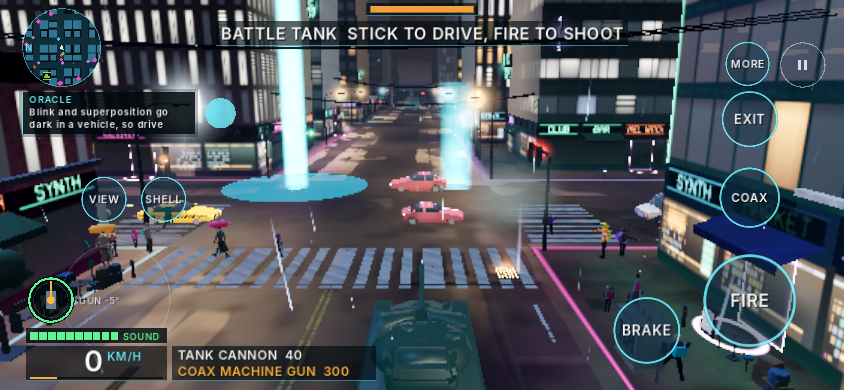 BATTLE TANK STICK TO DRIVE, FIRE TO SHOOT
N
MORE
ORACLE
Blink and superposition go
dark in a vehicle, so drive
EXIT
CLUB
BAR
SYNTH
VIEW
SHELL
SYNTH
COAX
GUN -5°
FIRE
BRAKE
SOUND
0 KM/H
TANK CANNON 40
COAX MACHINE GUN 300